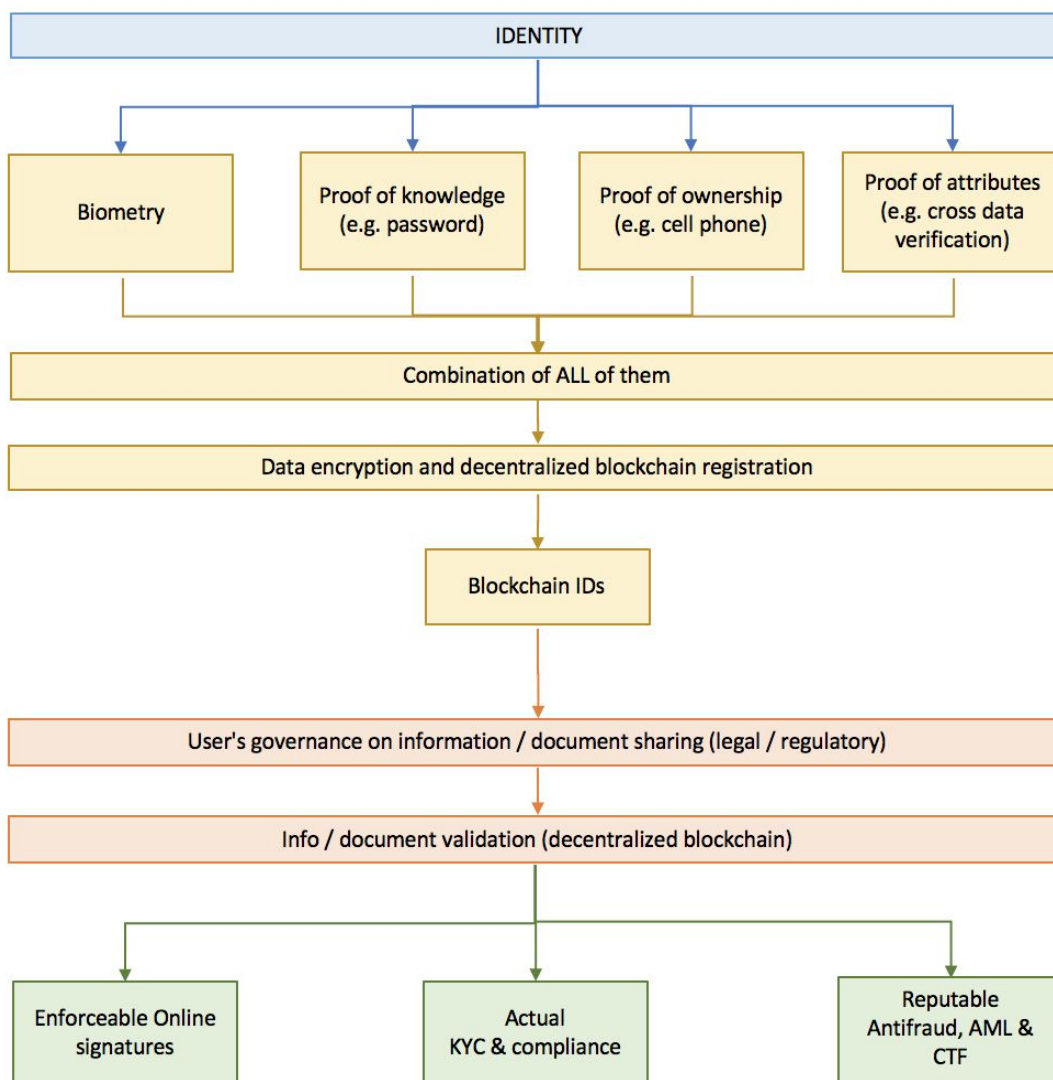 IDENTITY
Biometry
Proof of knowledge
(e.g. password)
Proof of ownership
(e.g. cell phone)
Proof of attributes
(e.g. cross data
verification)
Combination of ALL of them
Data encryption and decentralized blockchain registration
Blockchain IDs
User's governance on information / document sharing (legal / regulatory)
Info / document validation (decentralized blockchain)
Enforceable Online
signatures
Actual
KYC & compliance
Reputable
Antifraud, AML &
CTF